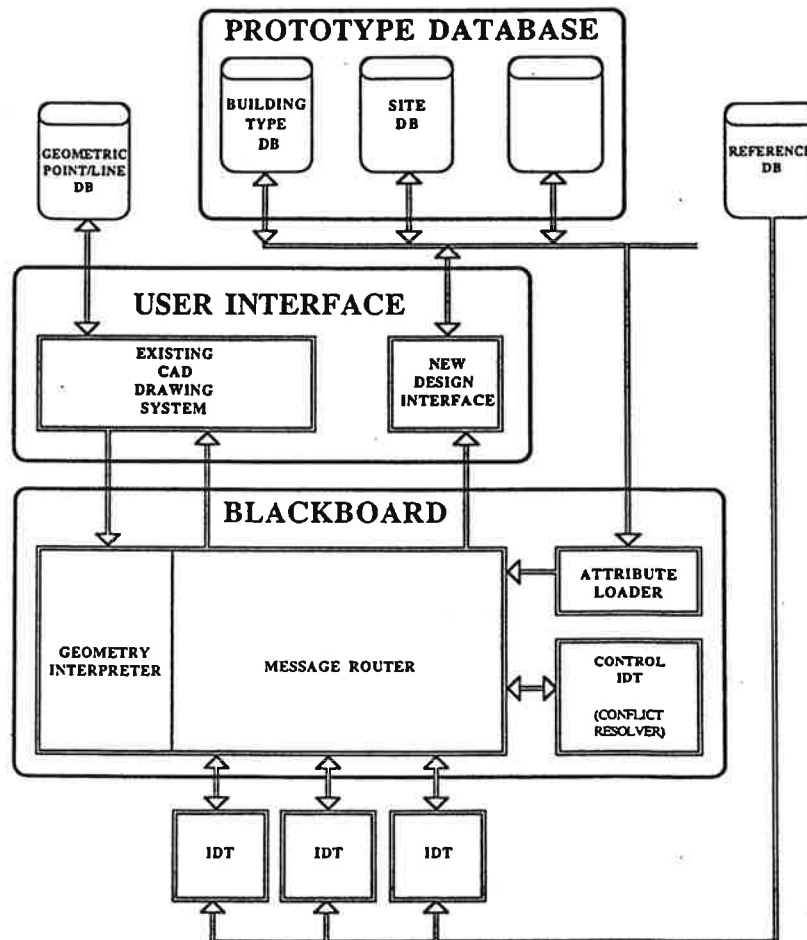 PROTOTYPE DATABASE
BUILDING
TYPE
DB
SITE
DB
GEOMETRIC
POINT/LINE
DB
REFERENCE
DB
USER INTERFACE
EXISTING
CAD
DRAWING
SYSTEM
NEW
DESIGN
INTERFACE
BLACKBOARD
GEOMETRY
INTERPRETER
MESSAGE ROUTER
ATTRIBUTE
LOADER
CONTROL
IDT
(CONFLICT
RESOLVER)
IDT
IDT
IDT